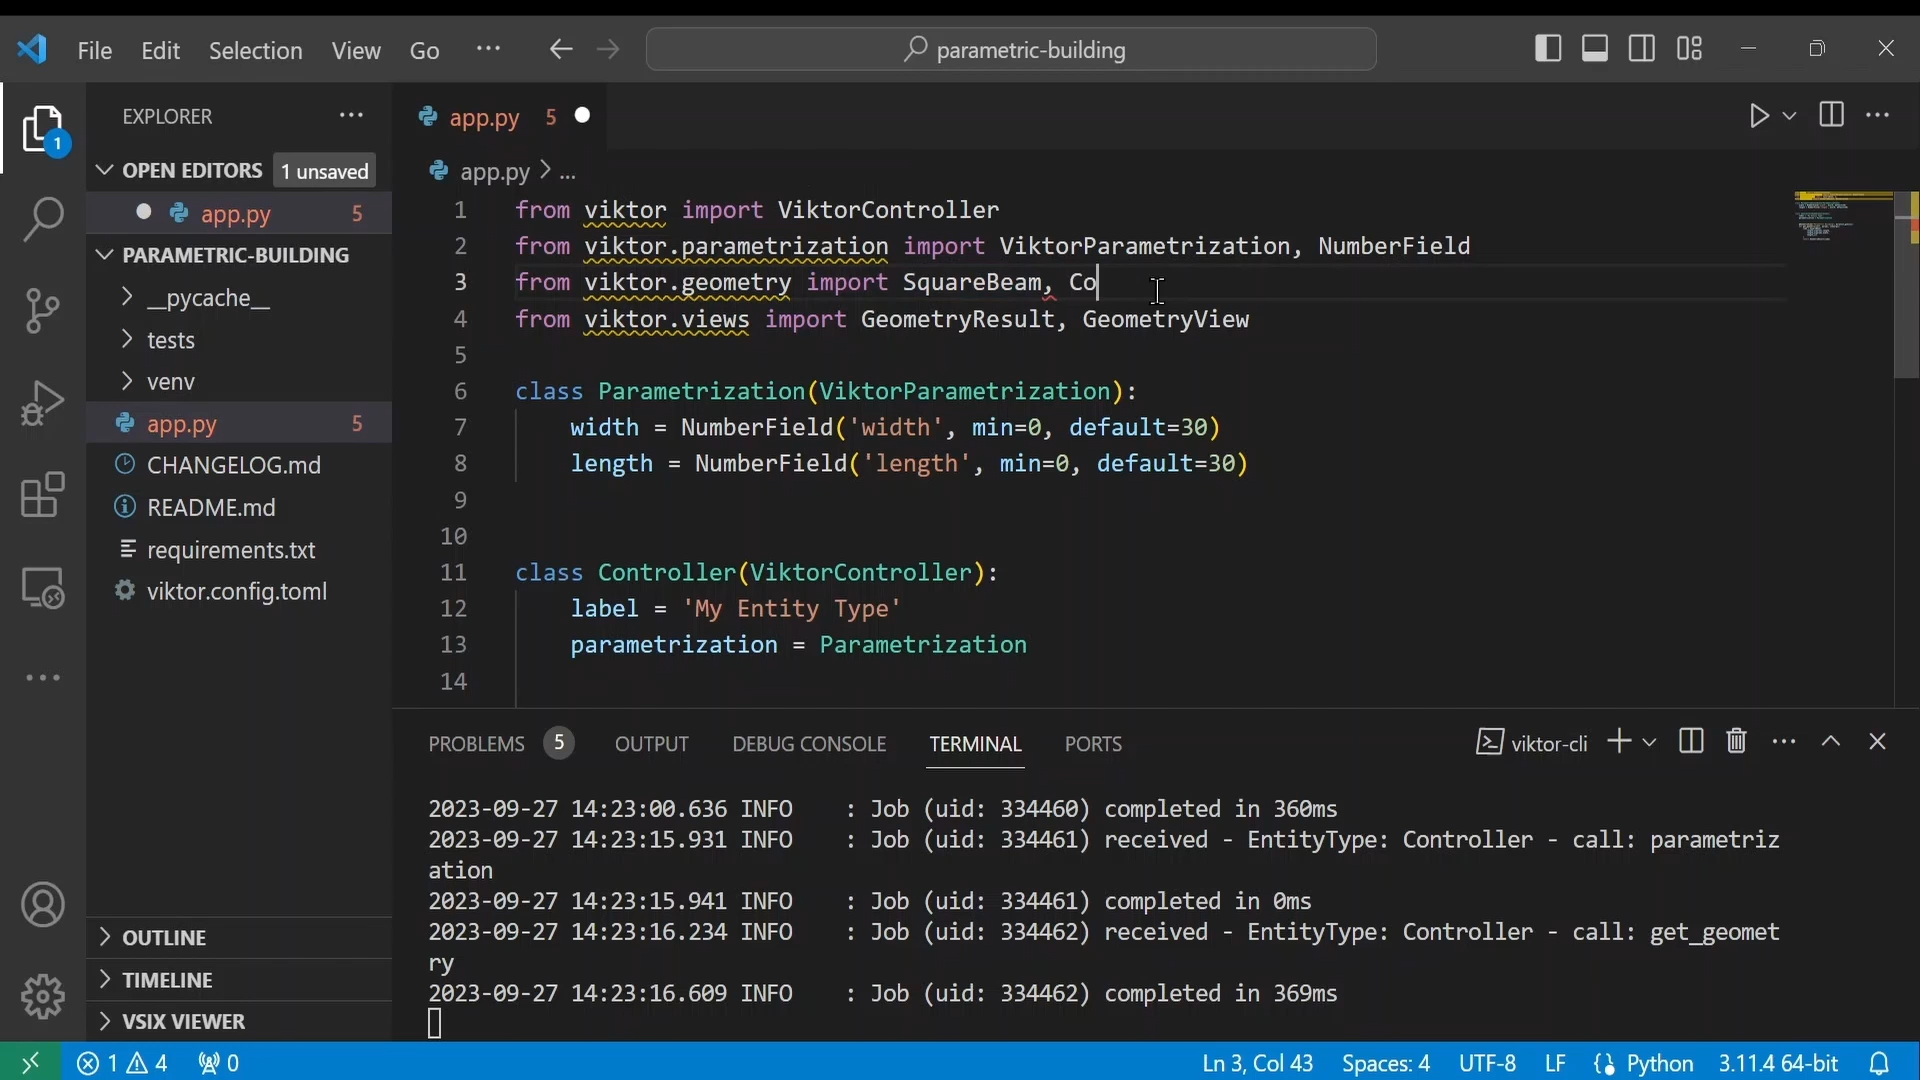 File Edit Selection View Go ··· parametric-building
EXPLORER ···
1
OPEN EDITORS 1 unsaved
app.py 5
PARAMETRIC-BUILDING
__pycache__
tests
venv
app.py 5
CHANGELOG.md
README.md
requirements.txt
viktor.config.toml
OUTLINE
TIMELINE
VSIX VIEWER
app.py 5
app.py > ...
1 from viktor import ViktorController
2 from viktor.parametrization import ViktorParametrization, NumberField
3 from viktor.geometry import SquareBeam, Co
4 from viktor.views import GeometryResult, GeometryView
5
6 class Parametrization(ViktorParametrization):
7 width = NumberField('width', min=0, default=30)
8 length = NumberField('length', min=0, default=30)
9
10
11 class Controller(ViktorController):
12 label = 'My Entity Type'
13 parametrization = Parametrization
14
PROBLEMS 5 OUTPUT DEBUG CONSOLE TERMINAL PORTS viktor-cli
2023-09-27 14:23:00.636 INFO : Job (uid: 334460) completed in 360ms
2023-09-27 14:23:15.931 INFO : Job (uid: 334461) received - EntityType: Controller - call: parametriz
ation
2023-09-27 14:23:15.941 INFO : Job (uid: 334461) completed in 0ms
2023-09-27 14:23:16.234 INFO : Job (uid: 334462) received - EntityType: Controller - call: get_geomet
ry
2023-09-27 14:23:16.609 INFO : Job (uid: 334462) completed in 369ms
1 4 0 Ln 3, Col 43 Spaces: 4 UTF-8 LF Python 3.11.4 64-bit